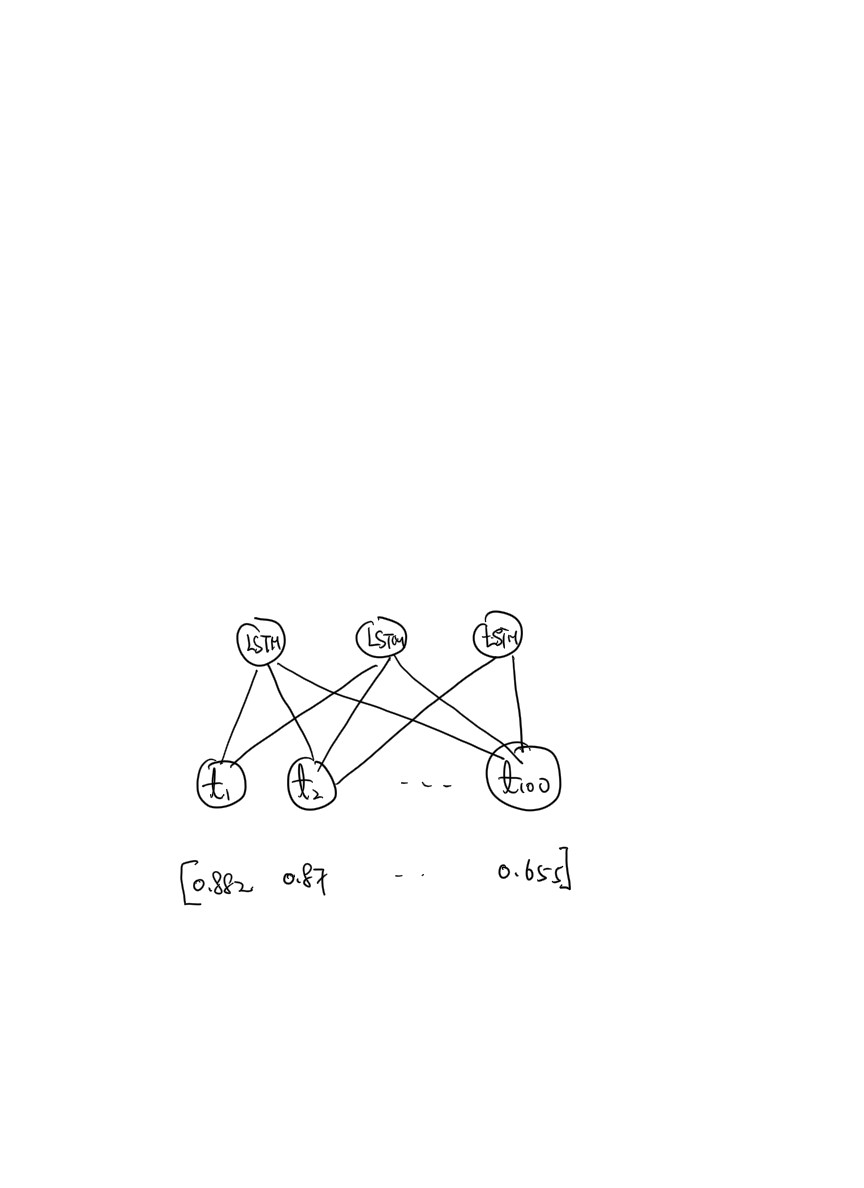 LSTM LSTM LSTM
t₁ t₂ --- t₁₀₀
[0.882 0.87 -- 0.655]